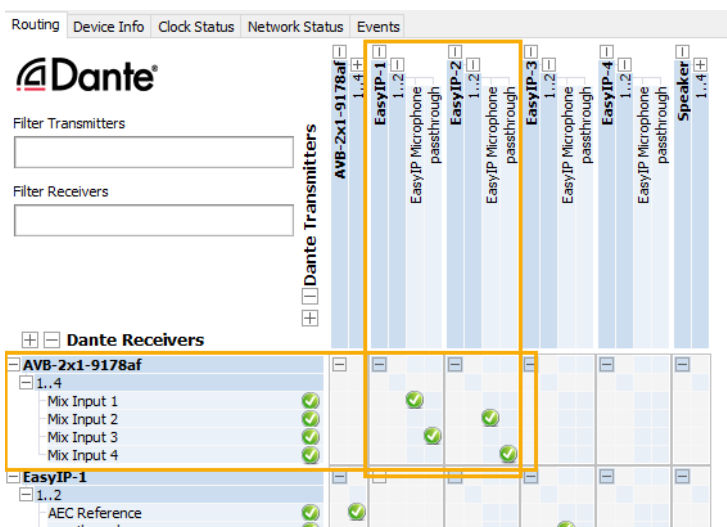 Routing Device Info Clock Status Network Status Events
Dante®
Filter Transmitters
Filter Receivers
Dante Transmitters
AVB-2x1-9178af
1..4
EasyIP-1
1..2
EasyIP Microphone
passthrough
EasyIP-2
1..2
EasyIP Microphone
passthrough
EasyIP-3
1..2
EasyIP Microphone
passthrough
EasyIP-4
1..2
EasyIP Microphone
passthrough
Speaker
1..4
Dante Receivers
AVB-2x1-9178af
1..4
Mix Input 1
Mix Input 2
Mix Input 3
Mix Input 4
EasyIP-1
1..2
AEC Reference